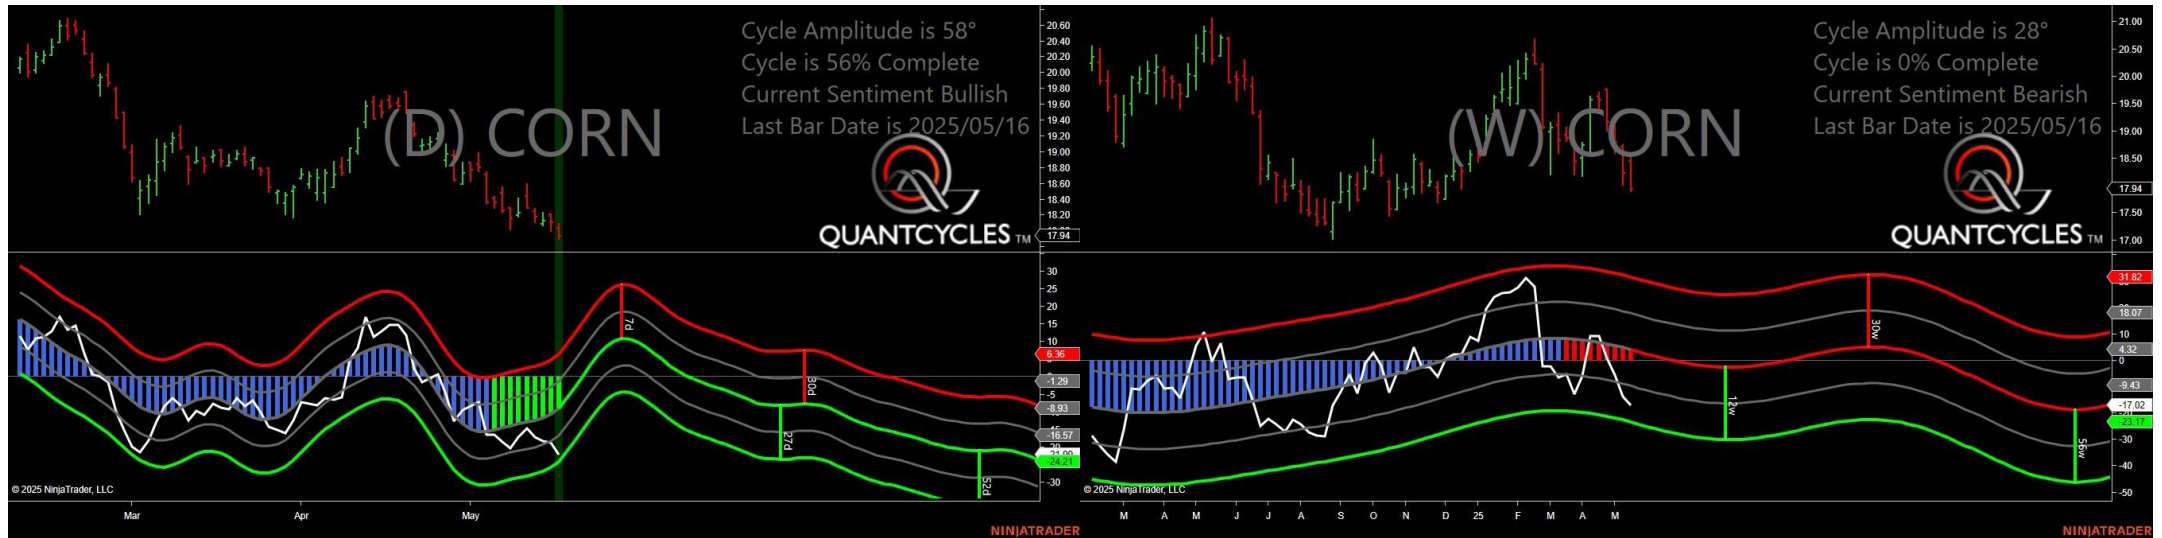 Cycle Amplitude is 58°
Cycle is 56% Complete
Current Sentiment Bullish
Last Bar Date is 2025/05/16
(D) CORN
QUANTCYCLES TM
20.60
20.40
20.20
20.00
19.80
19.60
19.40
19.20
19.00
18.80
18.60
18.40
18.20
17.94
30
25
20
15
10
6.36
-1.29
-5
-8.93
-16.57
-21.99
-24.21
-30
7d
30d
27d
52d
© 2025 NinjaTrader, LLC
Mar
Apr
May
NINJATRADER
Cycle Amplitude is 28°
Cycle is 0% Complete
Current Sentiment Bearish
Last Bar Date is 2025/05/16
(W) CORN
QUANTCYCLES TM
21.00
20.50
20.00
19.50
19.00
18.50
17.94
17.50
17.00
31.82
18.07
10
4.32
0
-9.43
-17.02
-23.17
-30
-40
-50
30w
12w
56w
© 2025 NinjaTrader, LLC
M A M J J A S O N D 25 F M A M
NINJATRADER